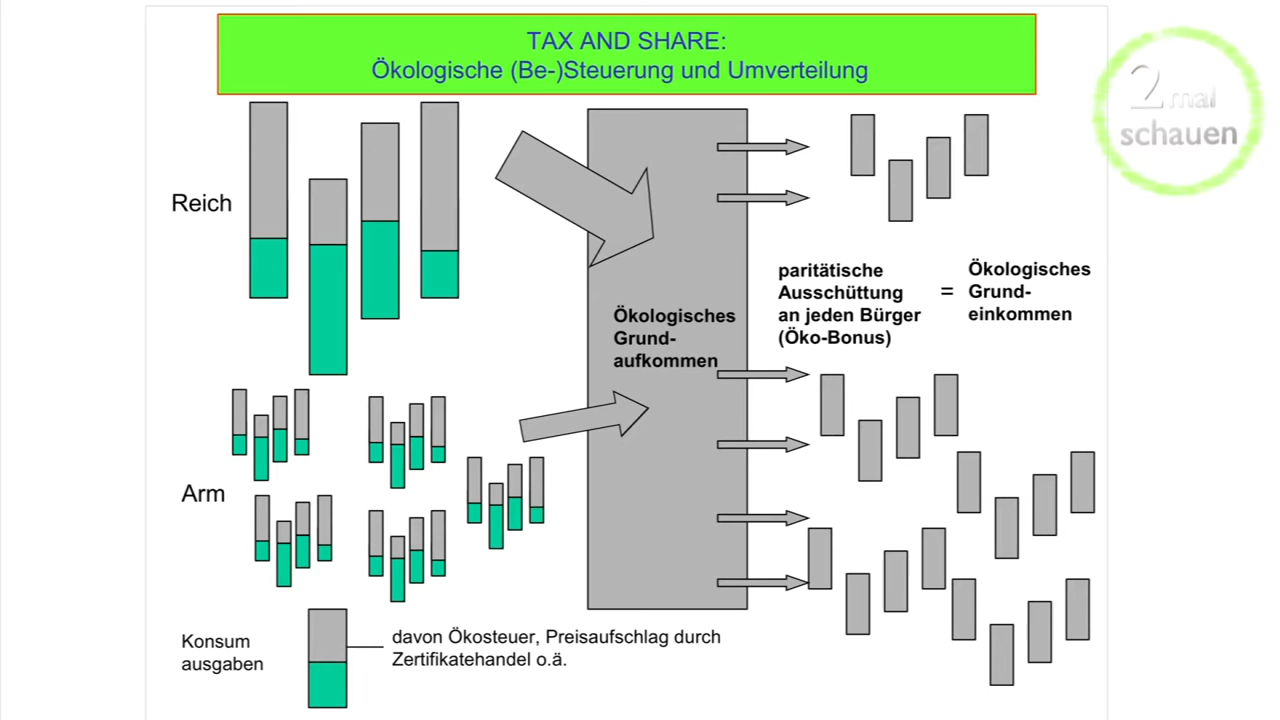 TAX AND SHARE:
Ökologische (Be-)Steuerung und Umverteilung
2 mal
schauen
Reich
Ökologisches
Grund-
aufkommen
paritätische
Ausschüttung
an jeden Bürger
(Öko-Bonus)
=
Ökologisches
Grund-
einkommen
Arm
Konsum
ausgaben
davon Ökosteuer, Preisaufschlag durch
Zertifikatehandel o.ä.